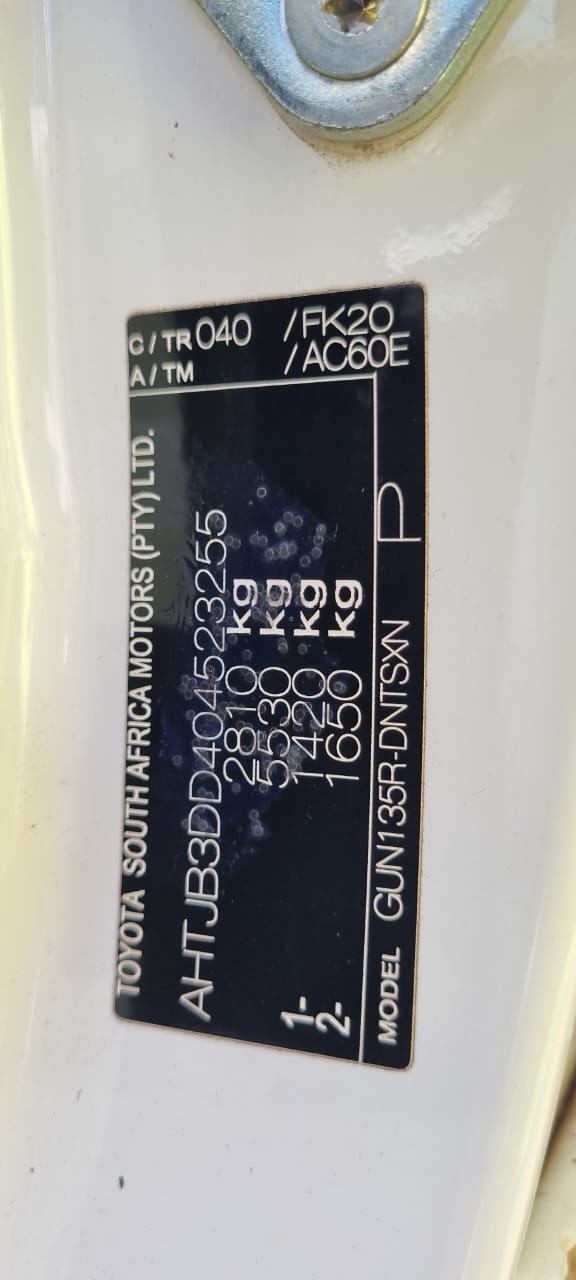 TOYOTA SOUTH AFRICA MOTORS (PTY) LTD.
AHTJB3DD404523255
2810 kg
5530 kg
1- 1420 kg
2- 1650 kg
MODEL GUN135R-DNTSXN P
C/TR 040 /FK20
A/TM /AC60E